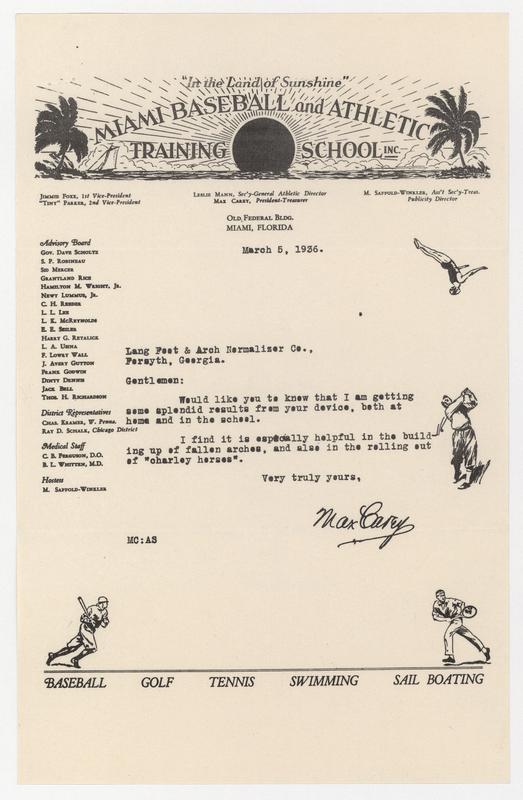 "In the Land of Sunshine"
MIAMI BASEBALL and ATHLETIC
TRAINING SCHOOL INC.
JIMMIE FOXX, 1st Vice-President
"TINY" PARKER, 2nd Vice-President
LESLIE MANN, Sec'y-General Athletic Director
MAX CAREY, President-Treasurer
M. SAFFOLD-WINKLER, Ass't Sec'y-Treas.
Publicity Director
OLD FEDERAL BLDG.
MIAMI, FLORIDA
March 5, 1936.
Advisory Board
GOV. DAVE SCHOLTZ
S. P. ROBINEAU
SID MERCER
GRANTLAND RICE
HAMILTON M. WRIGHT, JR.
NEWT LUMMUS, JR.
C. H. REEDER
L. L. LEE
L. K. MCREYNOLDS
E. E. SEILER
HARRY G. RETALICK
L. A. USINA
F. LOWRY WALL
J. AVERY GUTTON
FRANK GODWIN
DINTY DENNIS
JACK BELL
THOS. H. RICHARDSON
District Representatives
CHAS. KRAMER, W. Penna.
RAY D. SCHALK, Chicago District
Medical Staff
C. B. FERGUSON, D.O.
B. L. WHITTEN, M.D.
Hostess
M. SAFFOLD-WINKLER
Lang Foot & Arch Normalizer Co.,
Forsyth, Georgia.
Gentlemen:
Would like you to know that I am getting
some splendid results from your device, both at
home and in the school.
I find it is especially helpful in the build-
ing up of fallen arches, and also in the rolling out
of "charley horses".
Very truly yours,
Max Carey
MC:AS
BASEBALL GOLF TENNIS SWIMMING SAIL BOATING